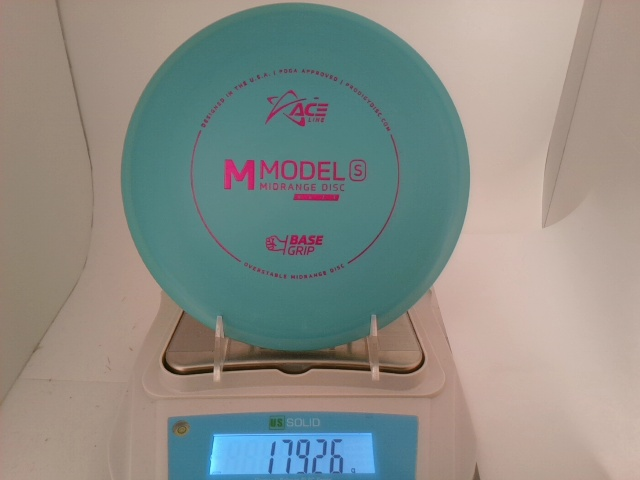 DESIGNED IN THE U.S.A. | PDGA APPROVED | PRODIGYDISC.COM
ACE
LINE
M MODEL S
MIDRANGE DISC
BASE
GRIP
OVERSTABLE MIDRANGE DISC
US SOLID
179.26 g